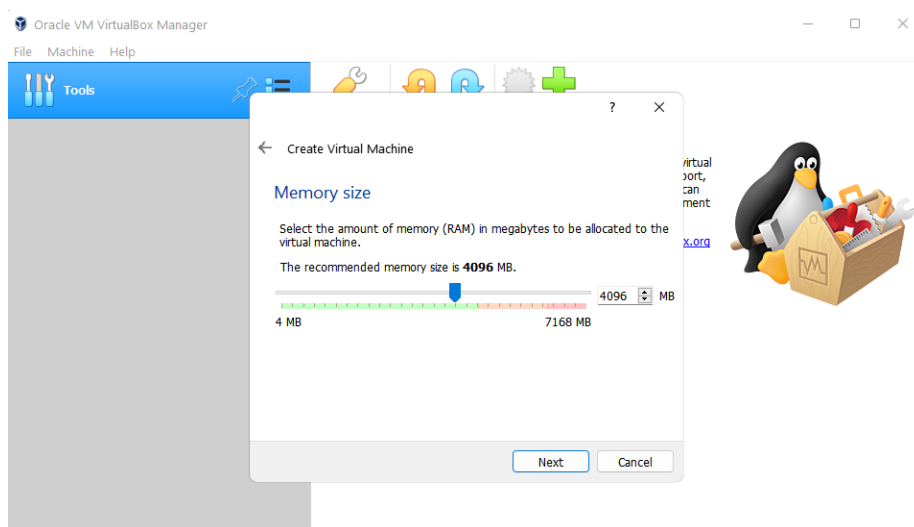 Oracle VM VirtualBox Manager
File Machine Help
Tools
?
Create Virtual Machine
Memory size
Select the amount of memory (RAM) in megabytes to be allocated to the
virtual machine.
The recommended memory size is 4096 MB.
4096 MB
4 MB 7168 MB
Next Cancel
virtual
can
ment
x.org